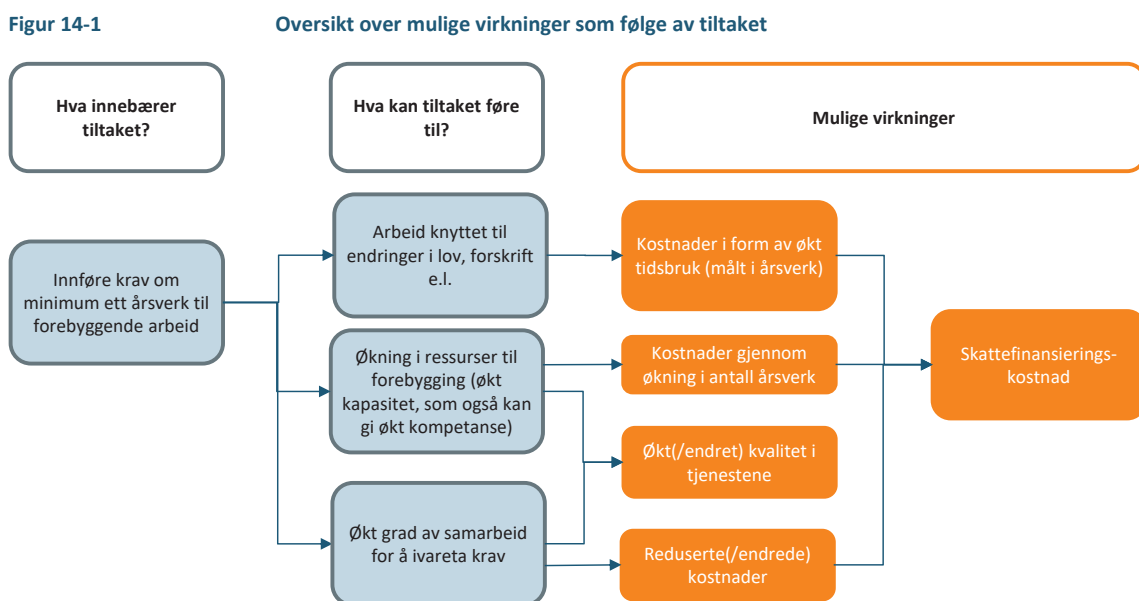 Figur 14-1
Oversikt over mulige virkninger som følge av tiltaket
Hva innebærer
tiltaket?
Hva kan tiltaket føre
til?
Mulige virkninger
Innføre krav om
minimum ett årsverk til
forebyggende arbeid
Arbeid knyttet til
endringer i lov, forskrift
e.l.
Økning i ressurser til
forebygging (økt
kapasitet, som også kan
gi økt kompetanse)
Økt grad av samarbeid
for å ivareta krav
Kostnader i form av økt
tidsbruk (målt i årsverk)
Kostnader gjennom
økning i antall årsverk
Økt(/endret) kvalitet i
tjenestene
Reduserte(/endrede)
kostnader
Skattefinansierings-
kostnad